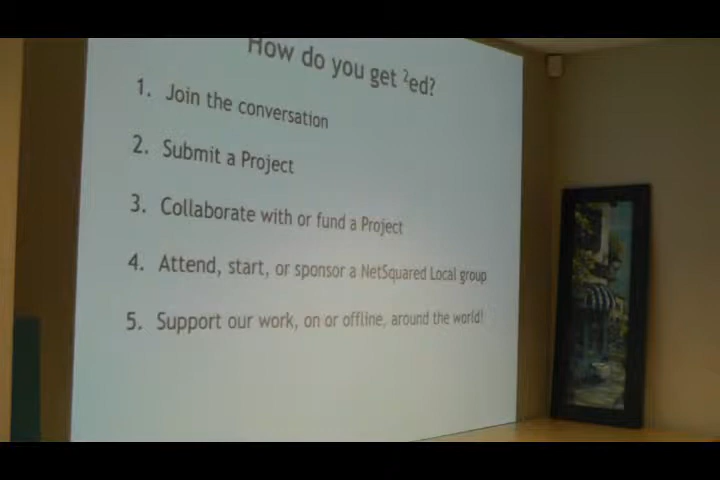 How do you get ²ed?
1. Join the conversation
2. Submit a Project
3. Collaborate with or fund a Project
4. Attend, start, or sponsor a NetSquared Local group
5. Support our work, on or offline, around the world!